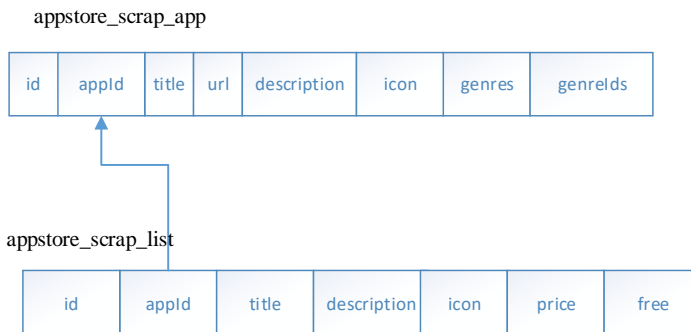 appstore_scrap_app
id appId title url description icon genres genreIds
appstore_scrap_list
id appId title description icon price free